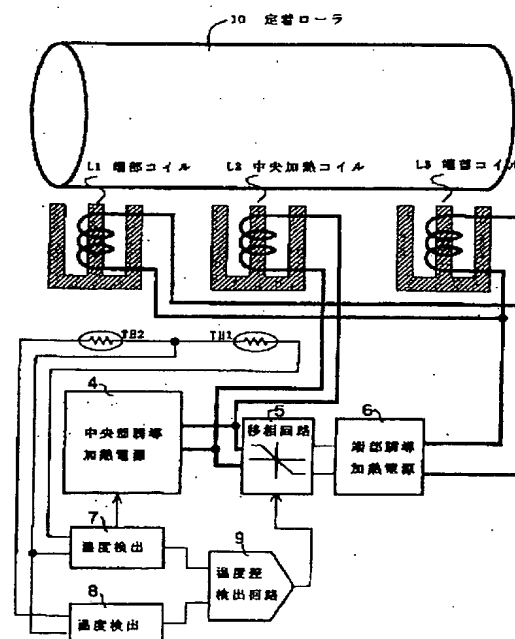 10 定着ローラ
L1 端部コイル
L2 中央加熱コイル
L3 端部コイル
TH2
TH1
4
中央部誘導
加熱電源
5
移相回路
6
端部誘導
加熱電源
7
温度検出
8
温度検出
9
温度差
検出回路